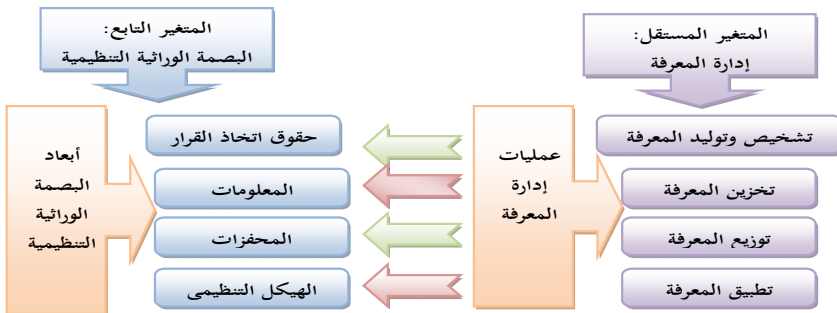 المتغير المستقل:
إدارة المعرفة
المتغير التابع:
البصمة الوراثية التنظيمية
تشخيص وتوليد المعرفة
تخزين المعرفة
توزيع المعرفة
تطبيق المعرفة
عمليات
إدارة
المعرفة
حقوق اتخاذ القرار
المعلومات
المحفزات
الهيكل التنظيمى
أبعاد
البصمة
الوراثية
التنظيمية